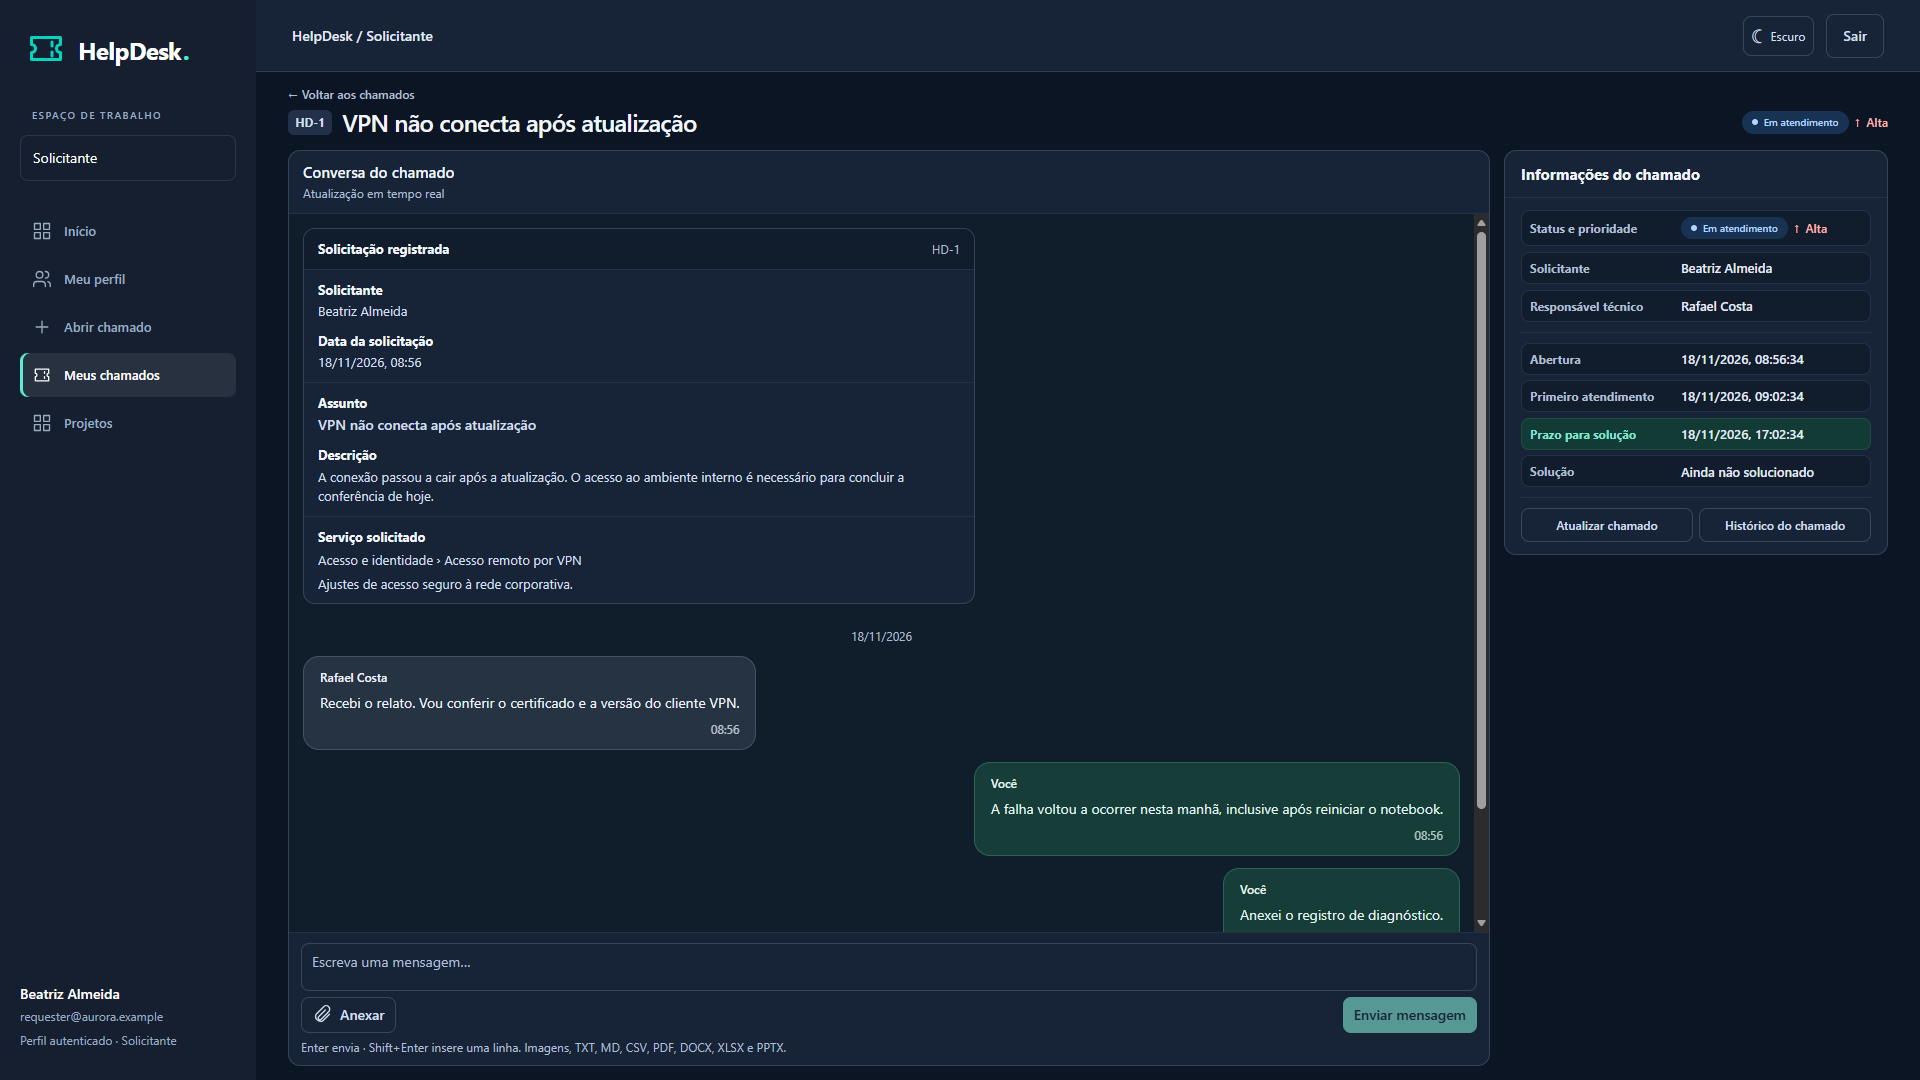 HelpDesk.
ESPAÇO DE TRABALHO
Solicitante
Início
Meu perfil
Abrir chamado
Meus chamados
Projetos
Beatriz Almeida
requester@aurora.example
Perfil autenticado · Solicitante
HelpDesk / Solicitante
Escuro
Sair
← Voltar aos chamados
HD-1
VPN não conecta após atualização
Em atendimento
↑ Alta
Conversa do chamado
Atualização em tempo real
Solicitação registrada
HD-1
Solicitante
Beatriz Almeida
Data da solicitação
18/11/2026, 08:56
Assunto
VPN não conecta após atualização
Descrição
A conexão passou a cair após a atualização. O acesso ao ambiente interno é necessário para concluir a
conferência de hoje.
Serviço solicitado
Acesso e identidade › Acesso remoto por VPN
Ajustes de acesso seguro à rede corporativa.
18/11/2026
Rafael Costa
Recebi o relato. Vou conferir o certificado e a versão do cliente VPN.
08:56
Você
A falha voltou a ocorrer nesta manhã, inclusive após reiniciar o notebook.
08:56
Você
Anexei o registro de diagnóstico.
Escreva uma mensagem...
Anexar
Enviar mensagem
Enter envia · Shift+Enter insere uma linha. Imagens, TXT, MD, CSV, PDF, DOCX, XLSX e PPTX.
Informações do chamado
Status e prioridade
Em atendimento
↑ Alta
Solicitante
Beatriz Almeida
Responsável técnico
Rafael Costa
Abertura
18/11/2026, 08:56:34
Primeiro atendimento
18/11/2026, 09:02:34
Prazo para solução
18/11/2026, 17:02:34
Solução
Ainda não solucionado
Atualizar chamado
Histórico do chamado